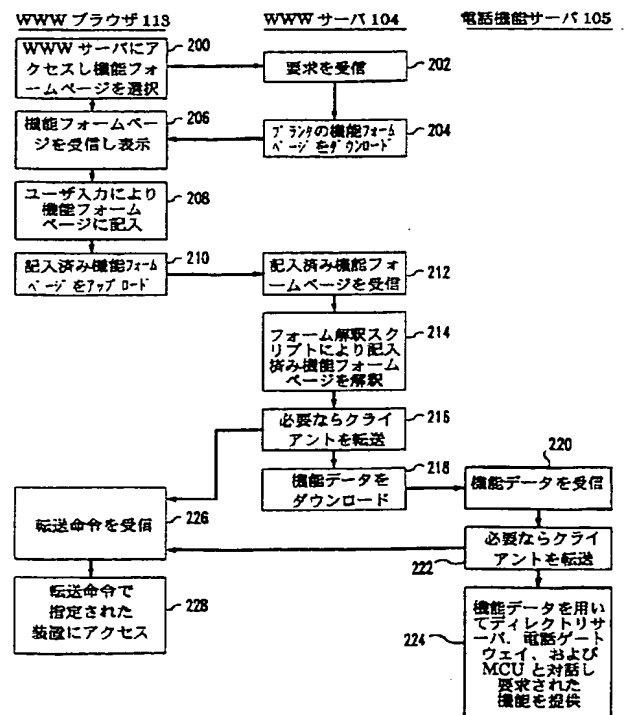 WWW ブラウザ 113
WWW サーバ 104
電話機能サーバ 105
WWW サーバにア
クセスし機能フォ
ームページを選択
200
要求を受信
202
機能フォームペー
ジを受信し表示
206
ブランクの機能フォーム
ページをダウンロード
204
ユーザ入力により
機能フォーム
ページに記入
208
記入済み機能フォーム
ページをアップロード
210
記入済み機能フォ
ームページを受信
212
フォーム解釈スク
リプトにより記入
済み機能フォーム
ページを解釈
214
必要ならクライ
アントを転送
216
機能データを
ダウンロード
218
220
機能データを受信
転送命令を受信
226
必要ならクライ
アントを転送
222
転送命令で
指定された
装置にアクセス
228
機能データを用い
てディレクトリサ
ーバ、電話ゲート
ウェイ、および
MCU と対話し
要求された
機能を提供
224